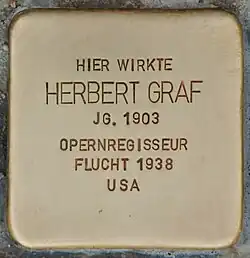 HIER WIRKTE
HERBERT GRAF
JG. 1903
OPERNREGISSEUR
FLUCHT 1938
USA